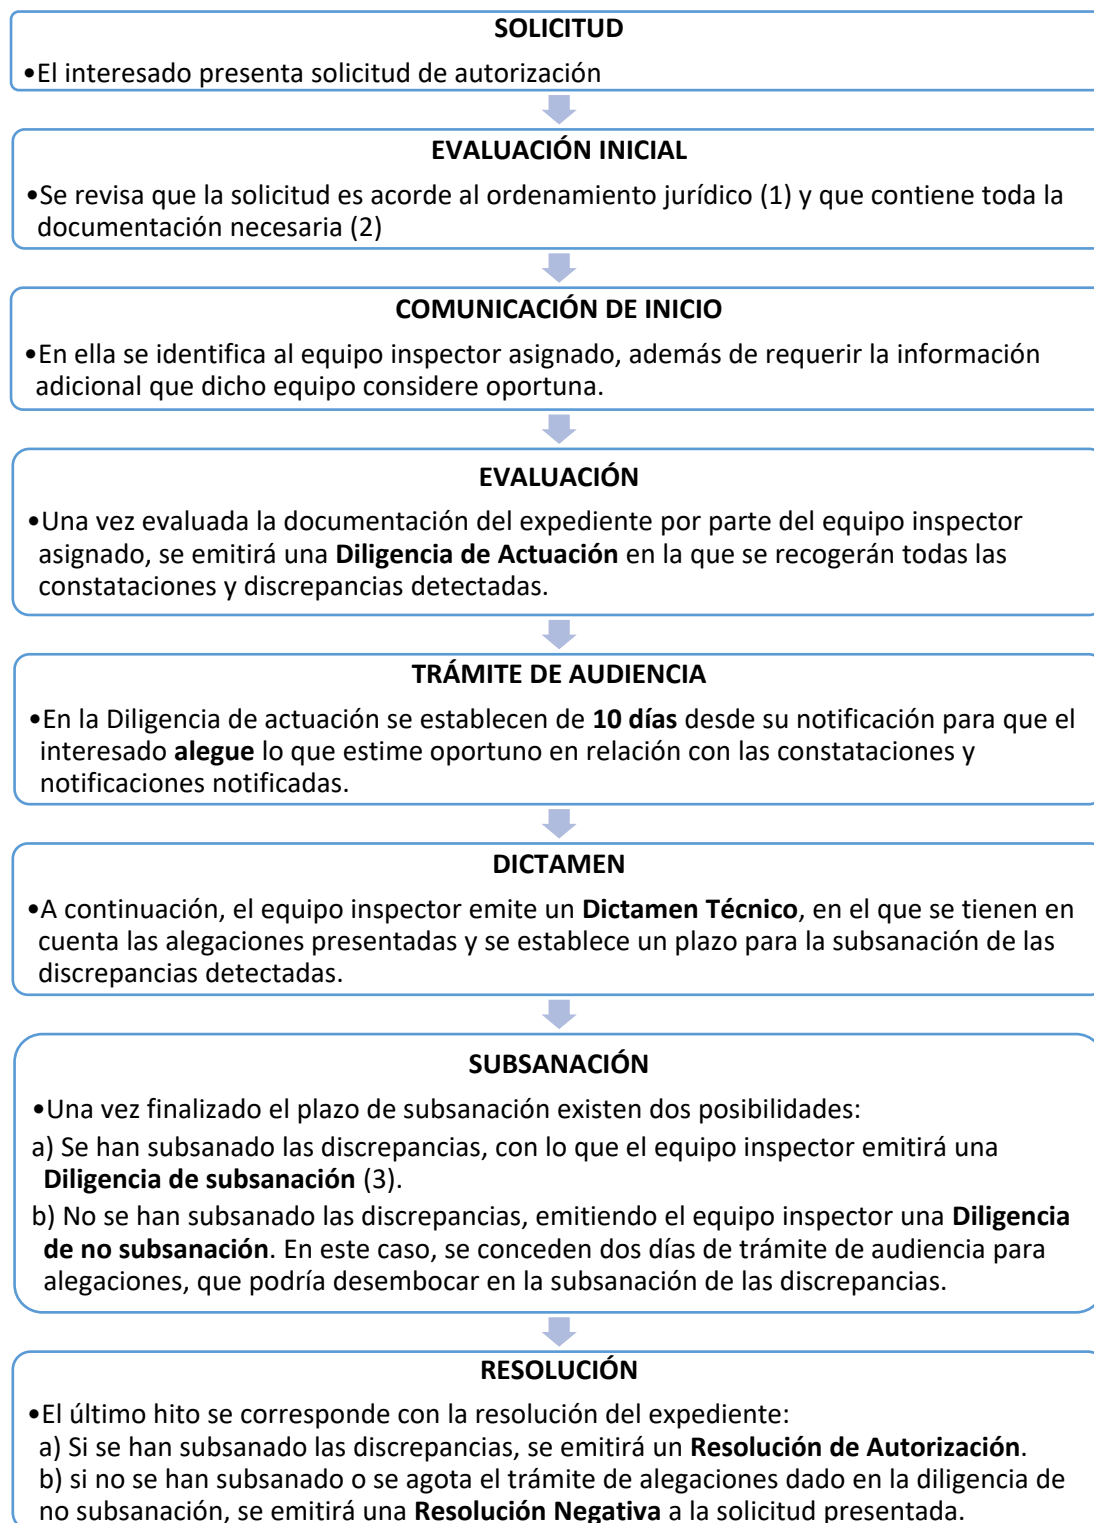 SOLICITUD
•El interesado presenta solicitud de autorización
EVALUACIÓN INICIAL
•Se revisa que la solicitud es acorde al ordenamiento jurídico (1) y que contiene toda la
documentación necesaria (2)
COMUNICACIÓN DE INICIO
•En ella se identifica al equipo inspector asignado, además de requerir la información
adicional que dicho equipo considere oportuna.
EVALUACIÓN
•Una vez evaluada la documentación del expediente por parte del equipo inspector
asignado, se emitirá una Diligencia de Actuación en la que se recogerán todas las
constataciones y discrepancias detectadas.
TRÁMITE DE AUDIENCIA
•En la Diligencia de actuación se establecen de 10 días desde su notificación para que el
interesado alegue lo que estime oportuno en relación con las constataciones y
notificaciones notificadas.
DICTAMEN
•A continuación, el equipo inspector emite un Dictamen Técnico, en el que se tienen en
cuenta las alegaciones presentadas y se establece un plazo para la subsanación de las
discrepancias detectadas.
SUBSANACIÓN
•Una vez finalizado el plazo de subsanación existen dos posibilidades:
a) Se han subsanado las discrepancias, con lo que el equipo inspector emitirá una
Diligencia de subsanación (3).
b) No se han subsanado las discrepancias, emitiendo el equipo inspector una Diligencia
de no subsanación. En este caso, se conceden dos días de trámite de audiencia para
alegaciones, que podría desembocar en la subsanación de las discrepancias.
RESOLUCIÓN
•El último hito se corresponde con la resolución del expediente:
a) Si se han subsanado las discrepancias, se emitirá un Resolución de Autorización.
b) si no se han subsanado o se agota el trámite de alegaciones dado en la diligencia de
no subsanación, se emitirá una Resolución Negativa a la solicitud presentada.